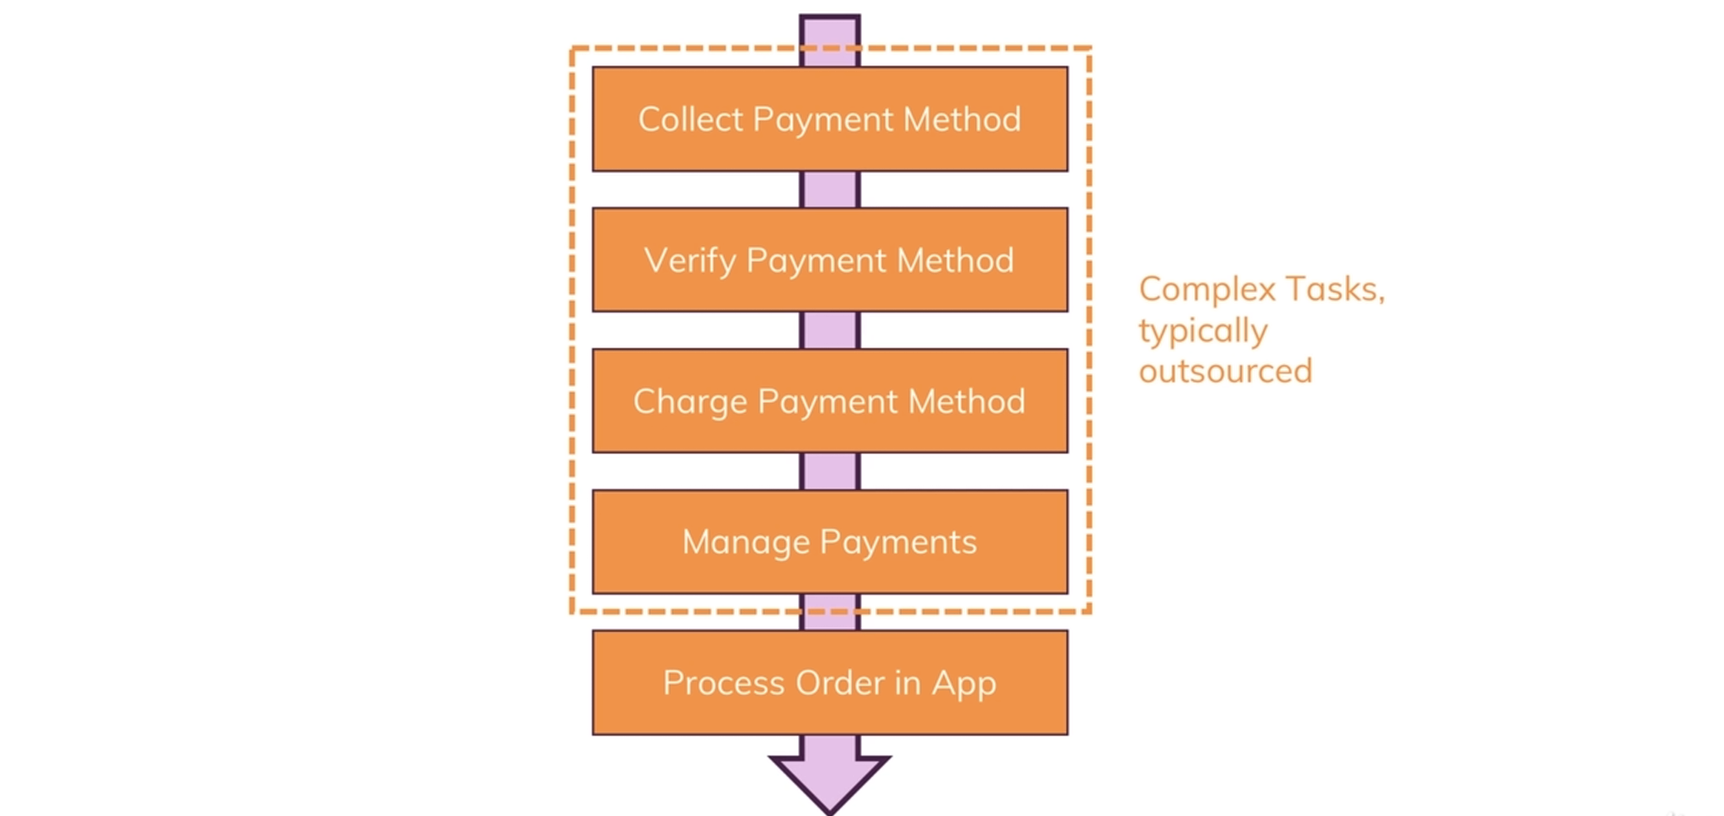 Collect Payment Method
Verify Payment Method
Charge Payment Method
Manage Payments
Process Order in App
Complex Tasks,
typically
outsourced